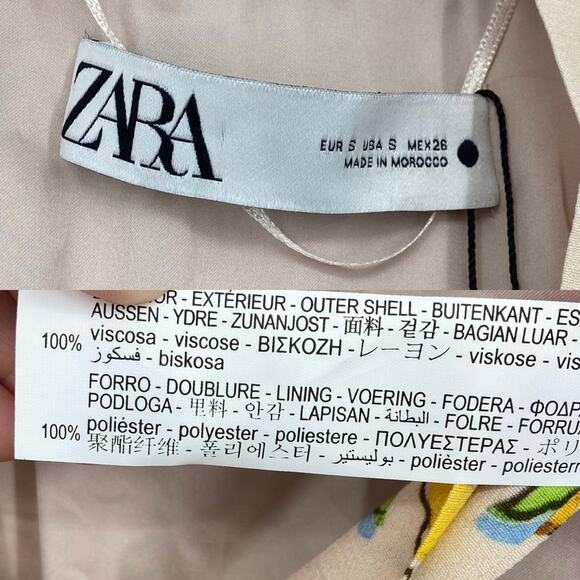 ZARA
EUR S USA S MEX26
MADE IN MOROCCO
- EXTÉRIEUR - OUTER SHELL - BUITENKANT -
AUSSEN - YDRE - ZUNANJOST - 面料 - 겉감 - BAGIAN LUAR -
100% viscosa - viscose - ΒΙΣΚΟΖΗ - レーヨン - viskose -
فسكوز - biskosa
FORRO - DOUBLURE - LINING - VOERING - FODERA -
PODLOGA - 里料 - 안감 - LAPISAN - البطانة - FOLRE -
100% poliéster - polyester - poliestere - ΠΟΛΥΕΣΤΕΡΑΣ -
聚酯纤维 - 폴리에스터 - بوليستير - polièster -